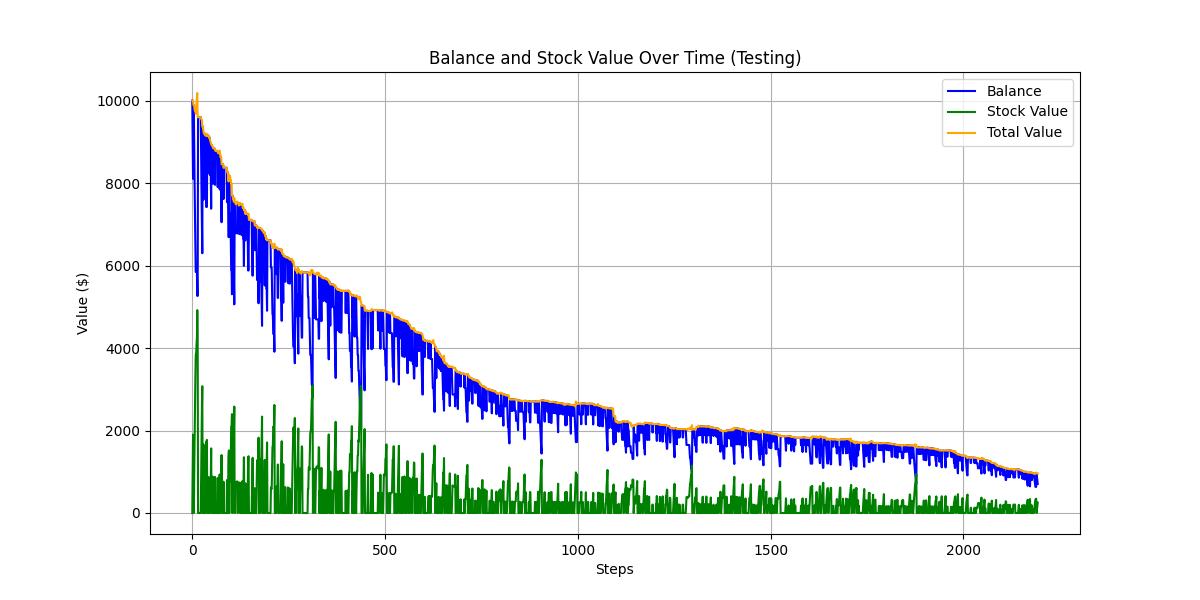 Balance and Stock Value Over Time (Testing)
Balance
Stock Value
Total Value
Value ($)
10000
8000
6000
4000
2000
0
0 500 1000 1500 2000
Steps